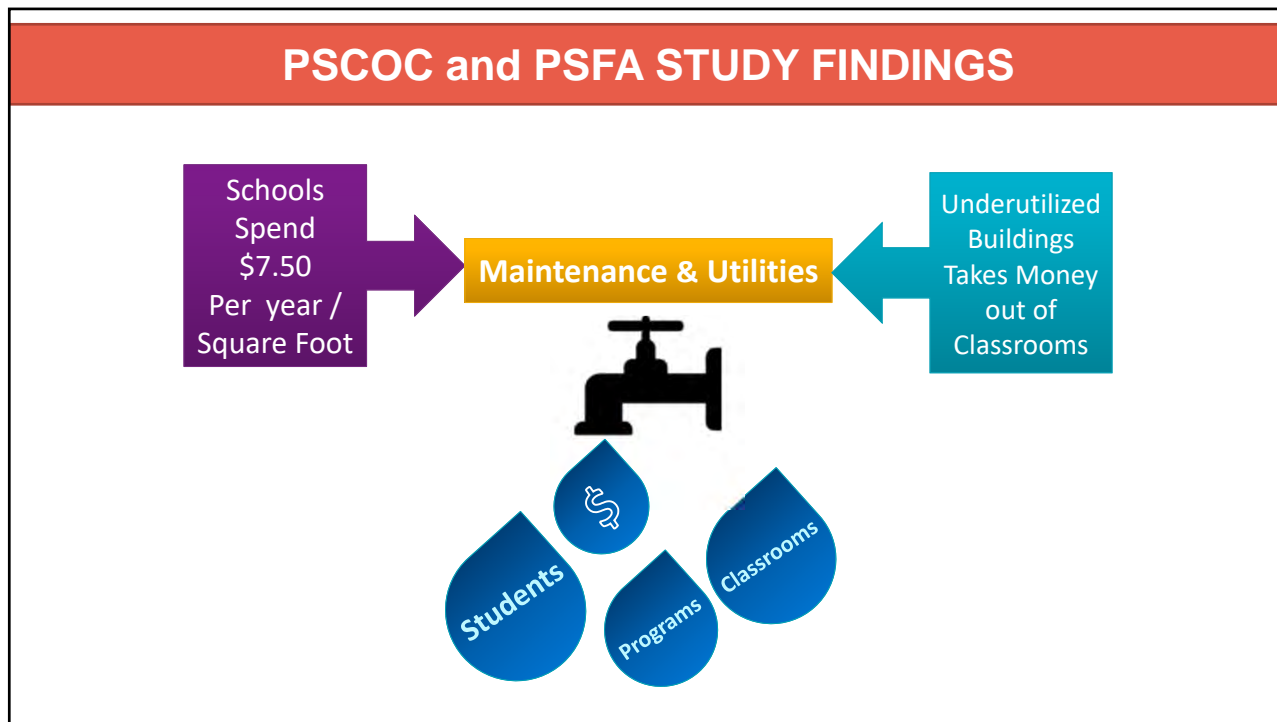 PSCOC and PSFA STUDY FINDINGS
Schools
Spend
$7.50
Per year /
Square Foot
Maintenance & Utilities
Underutilized
Buildings
Takes Money
out of
Classrooms
$
Students
Programs
Classrooms